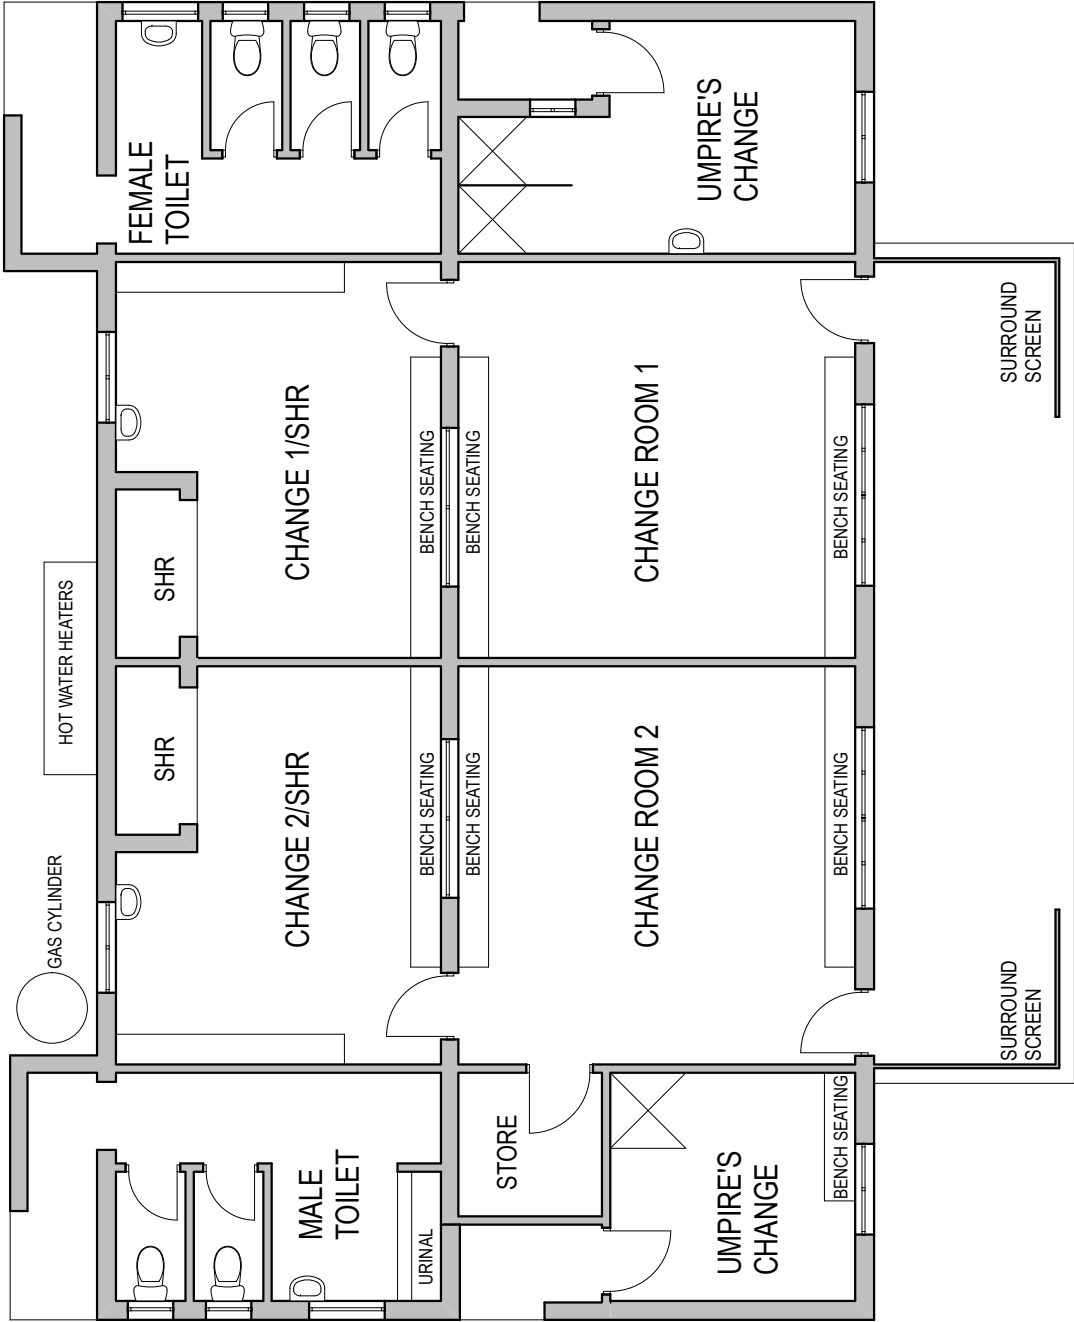 FEMALE
TOILET
UMPIRE'S
CHANGE
SURROUND
SCREEN
CHANGE 1/SHR
BENCH SEATING
BENCH SEATING
CHANGE ROOM 1
BENCH SEATING
SHR
HOT WATER HEATERS
SHR
CHANGE 2/SHR
BENCH SEATING
BENCH SEATING
CHANGE ROOM 2
BENCH SEATING
GAS CYLINDER
SURROUND
SCREEN
MALE
TOILET
URINAL
STORE
UMPIRE'S
CHANGE
BENCH SEATING